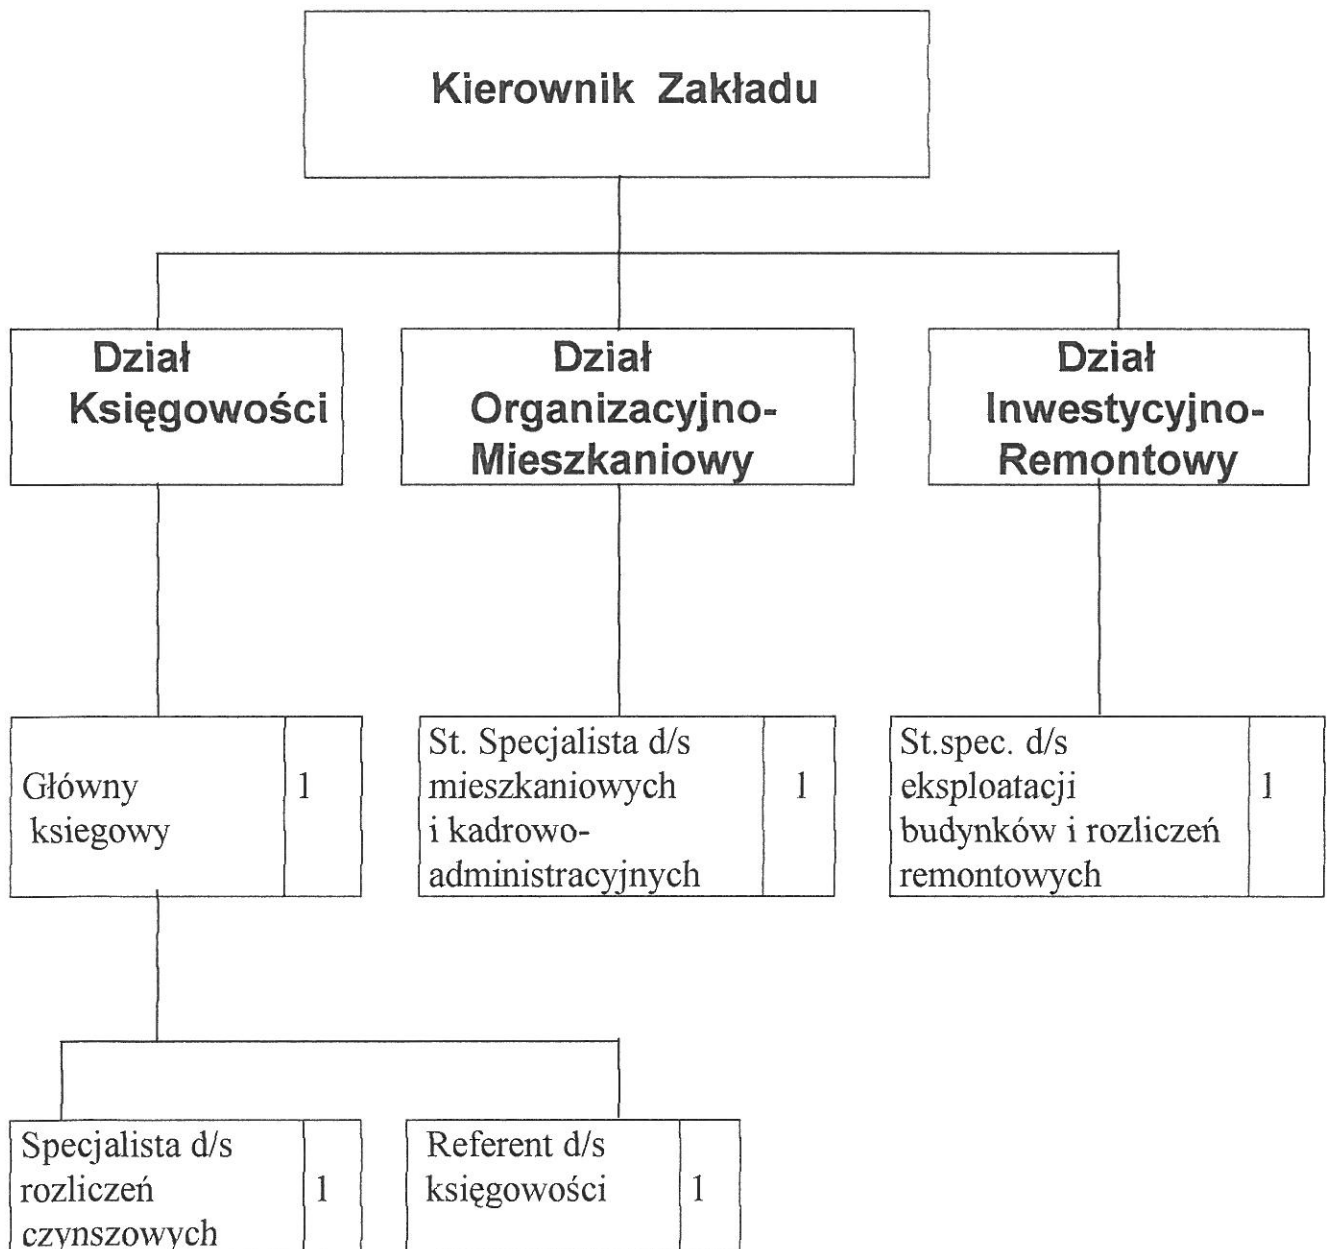 Kierownik Zakładu
Dział
Księgowości
Dział
Organizacyjno-
Mieszkaniowy
Dział
Inwestycyjno-
Remontowy
Główny
ksiegowy
1
St. Specjalista d/s
mieszkaniowych
i kadrowo-
administracyjnych
1
St.spec. d/s
eksploatacji
budynków i rozliczeń
remontowych
1
Specjalista d/s
rozliczeń
czynszowych
1
Referent d/s
księgowości
1